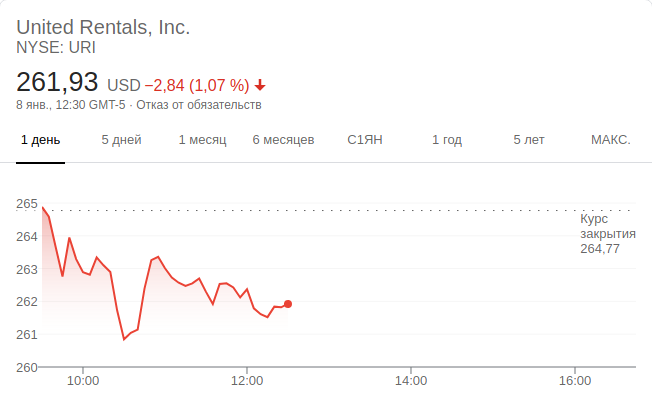 United Rentals, Inc.
NYSE: URI
261,93 USD −2,84 (1,07 %)
8 янв., 12:30 GMT-5 · Отказ от обязательств
1 день 5 дней 1 месяц 6 месяцев С1ЯН 1 год 5 лет МАКС.
265
Курс
закрытия
264,77
264
263
262
261
260
10:00 12:00 14:00 16:00